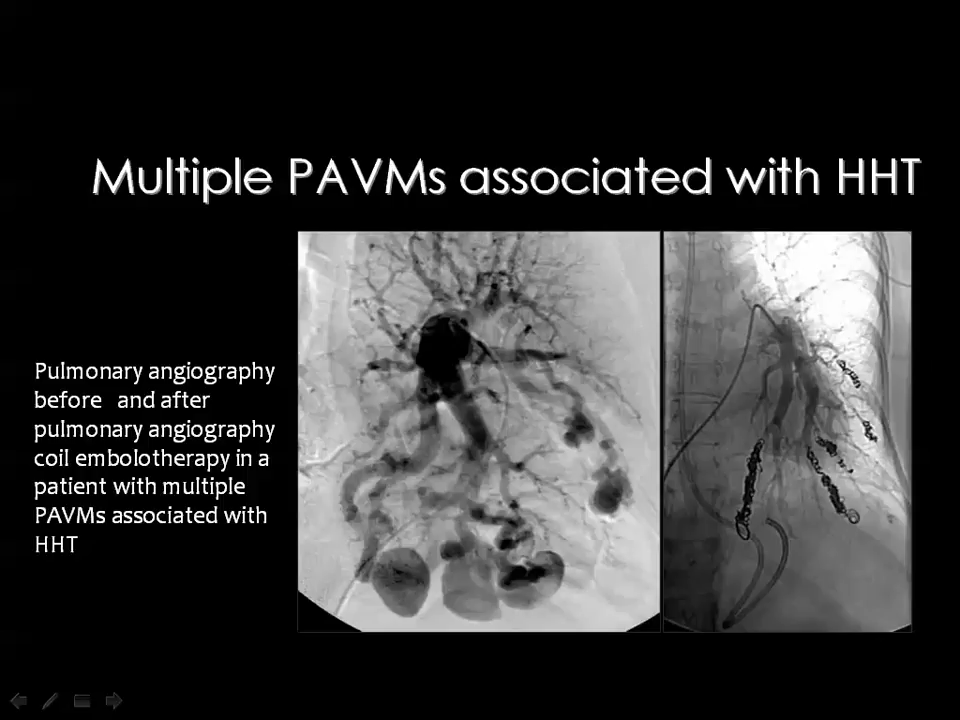 Multiple PAVMs associated with HHT
Pulmonary angiography
before and after
pulmonary angiography
coil embolotherapy in a
patient with multiple
PAVMs associated with
HHT